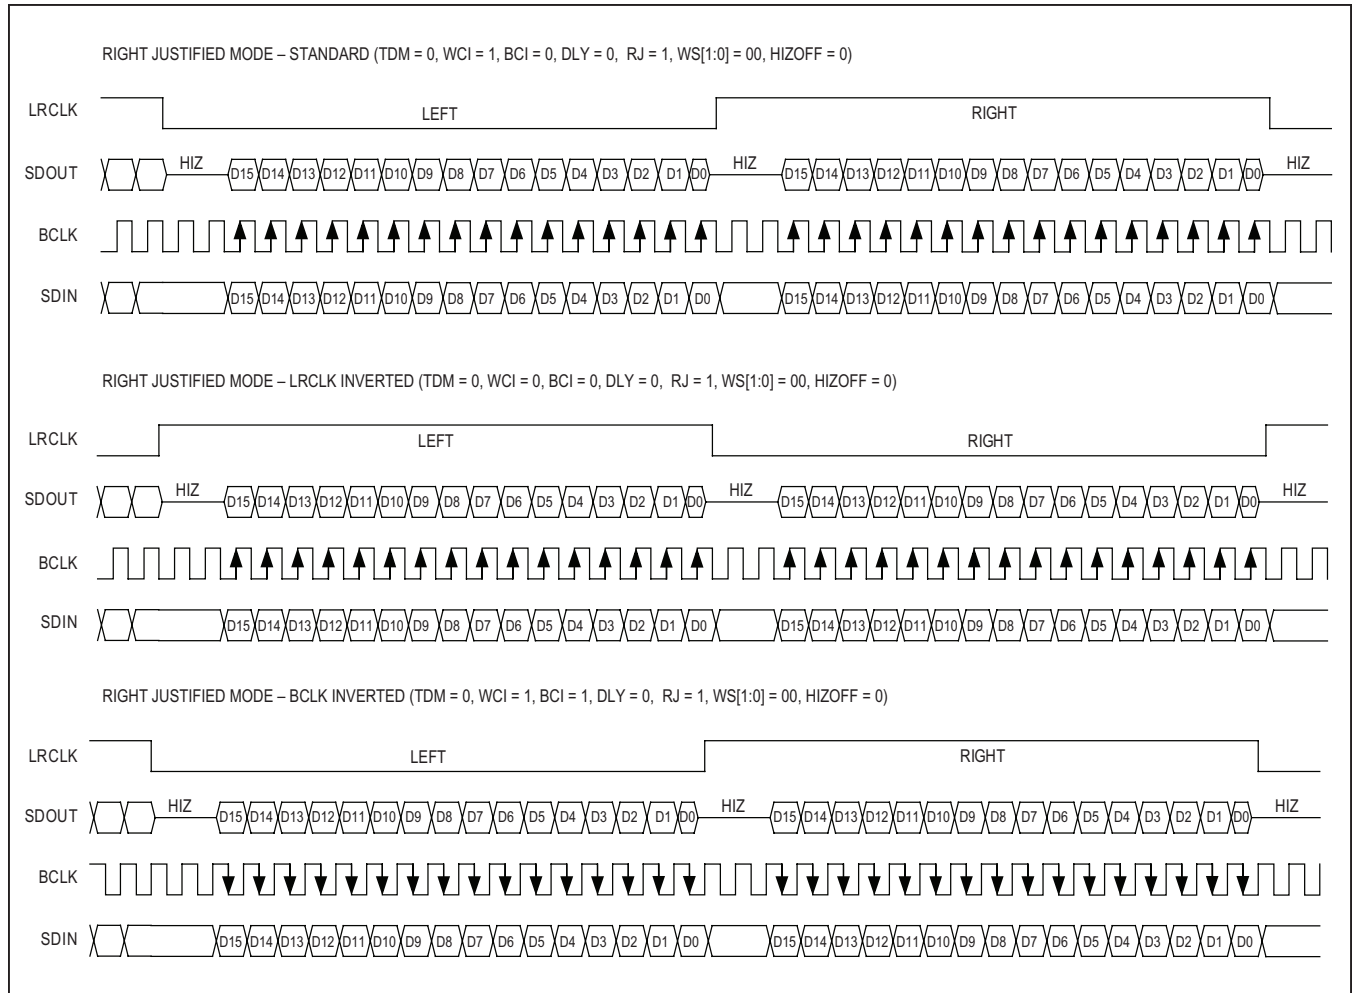 RIGHT JUSTIFIED MODE – STANDARD (TDM = 0, WCI = 1, BCI = 0, DLY = 0, RJ = 1, WS[1:0] = 00, HIZOFF = 0)
LRCLK LEFT RIGHT
SDOUT HIZ D15 D14 D13 D12 D11 D10 D9 D8 D7 D6 D5 D4 D3 D2 D1 D0 HIZ D15 D14 D13 D12 D11 D10 D9 D8 D7 D6 D5 D4 D3 D2 D1 D0 HIZ
BCLK
SDIN D15 D14 D13 D12 D11 D10 D9 D8 D7 D6 D5 D4 D3 D2 D1 D0 D15 D14 D13 D12 D11 D10 D9 D8 D7 D6 D5 D4 D3 D2 D1 D0
RIGHT JUSTIFIED MODE – LRCLK INVERTED (TDM = 0, WCI = 0, BCI = 0, DLY = 0, RJ = 1, WS[1:0] = 00, HIZOFF = 0)
LRCLK LEFT RIGHT
SDOUT HIZ D15 D14 D13 D12 D11 D10 D9 D8 D7 D6 D5 D4 D3 D2 D1 D0 HIZ D15 D14 D13 D12 D11 D10 D9 D8 D7 D6 D5 D4 D3 D2 D1 D0 HIZ
BCLK
SDIN D15 D14 D13 D12 D11 D10 D9 D8 D7 D6 D5 D4 D3 D2 D1 D0 D15 D14 D13 D12 D11 D10 D9 D8 D7 D6 D5 D4 D3 D2 D1 D0
RIGHT JUSTIFIED MODE – BCLK INVERTED (TDM = 0, WCI = 1, BCI = 1, DLY = 0, RJ = 1, WS[1:0] = 00, HIZOFF = 0)
LRCLK LEFT RIGHT
SDOUT HIZ D15 D14 D13 D12 D11 D10 D9 D8 D7 D6 D5 D4 D3 D2 D1 D0 HIZ D15 D14 D13 D12 D11 D10 D9 D8 D7 D6 D5 D4 D3 D2 D1 D0 HIZ
BCLK
SDIN D15 D14 D13 D12 D11 D10 D9 D8 D7 D6 D5 D4 D3 D2 D1 D0 D15 D14 D13 D12 D11 D10 D9 D8 D7 D6 D5 D4 D3 D2 D1 D0